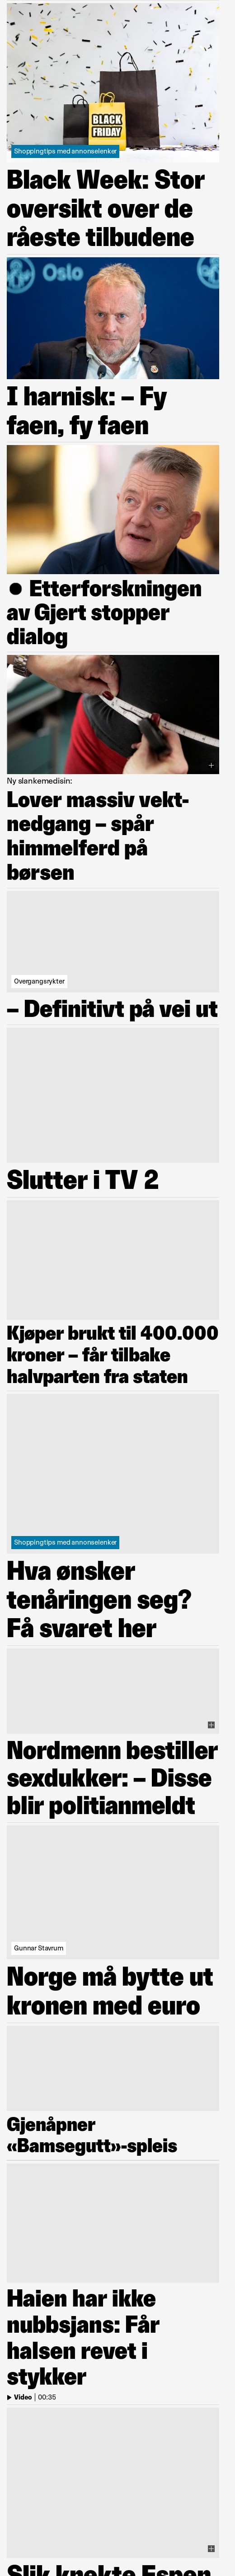 BLACK
FRIDAY
Shoppingtips med annonselenker
Black Week: Stor
oversikt over de
råeste tilbudene
Oslo
I harnisk: – Fy
faen, fy faen
● Etterforskningen
av Gjert stopper
dialog
Ny slankemedisin:
Lover massiv vekt-
nedgang – spår
himmelferd på
børsen
Overgangsrykter
– Definitivt på vei ut
Slutter i TV 2
Kjøper brukt til 400.000
kroner – får tilbake
halvparten fra staten
Shoppingtips med annonselenker
Hva ønsker
tenåringen seg?
Få svaret her
Nordmenn bestiller
sexdukker: – Disse
blir politianmeldt
Gunnar Stavrum
Norge må bytte ut
kronen med euro
Gjenåpner
«Bamsegutt»-spleis
Haien har ikke
nubbsjans: Får
halsen revet i
stykker
Video | 00:35
Slik knekte Espen